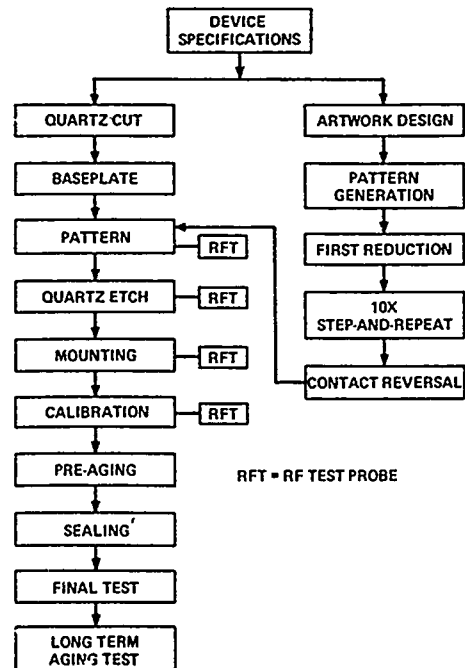 DEVICE
SPECIFICATIONS
QUARTZ CUT
ARTWORK DESIGN
BASEPLATE
PATTERN
GENERATION
PATTERN
RFT
FIRST REDUCTION
QUARTZ ETCH
RFT
10X
STEP-AND-REPEAT
MOUNTING
RFT
CONTACT REVERSAL
CALIBRATION
RFT
PRE-AGING
RFT = RF TEST PROBE
SEALING
FINAL TEST
LONG TERM
AGING TEST